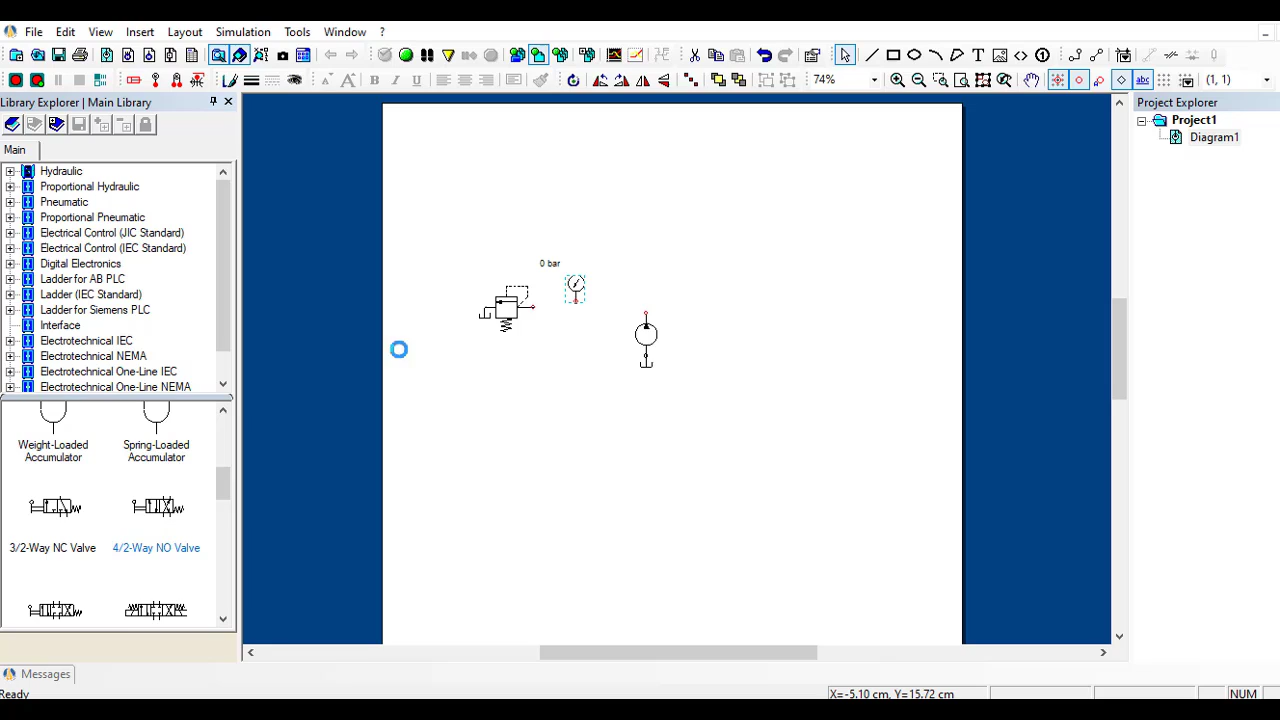 File Edit View Insert Layout Simulation Tools Window ?
74% (1, 1)
Library Explorer | Main Library
Project Explorer
Main
Project1
Diagram1
Hydraulic
Proportional Hydraulic
Pneumatic
Proportional Pneumatic
Electrical Control (JIC Standard)
Electrical Control (IEC Standard)
Digital Electronics
Ladder for AB PLC
Ladder (IEC Standard)
Ladder for Siemens PLC
Interface
Electrotechnical IEC
Electrotechnical NEMA
Electrotechnical One-Line IEC
Electrotechnical One-Line NEMA
0 bar
Weight-Loaded Accumulator
Spring-Loaded Accumulator
3/2-Way NC Valve
4/2-Way NO Valve
Messages
Ready
X=-5.10 cm, Y=15.72 cm
NUM